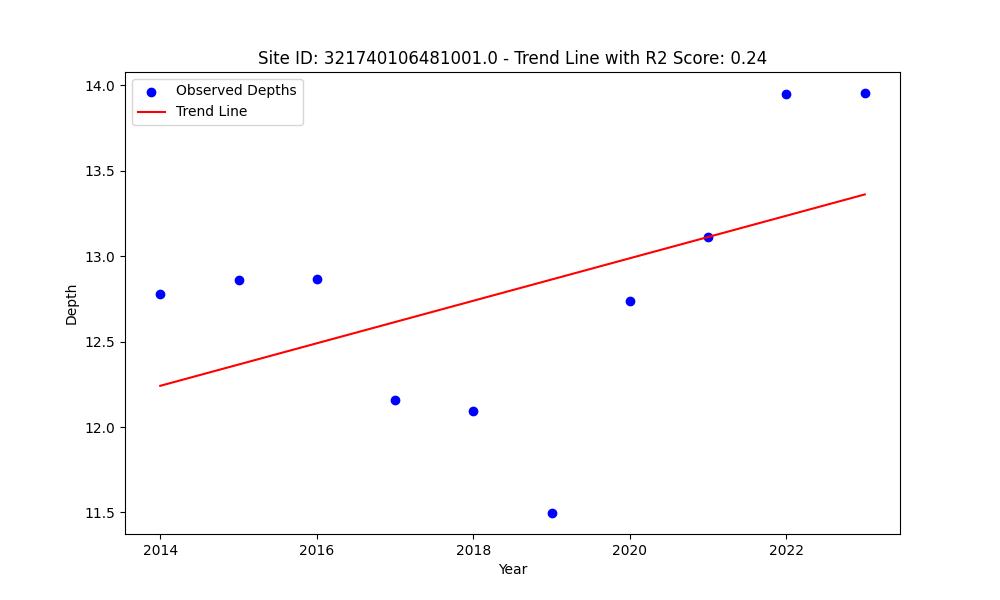 Site ID: 321740106481001.0 - Trend Line with R2 Score: 0.24
Observed Depths
Trend Line
14.0
13.5
13.0
12.5
12.0
11.5
Depth
2014
2016
2018
2020
2022
Year